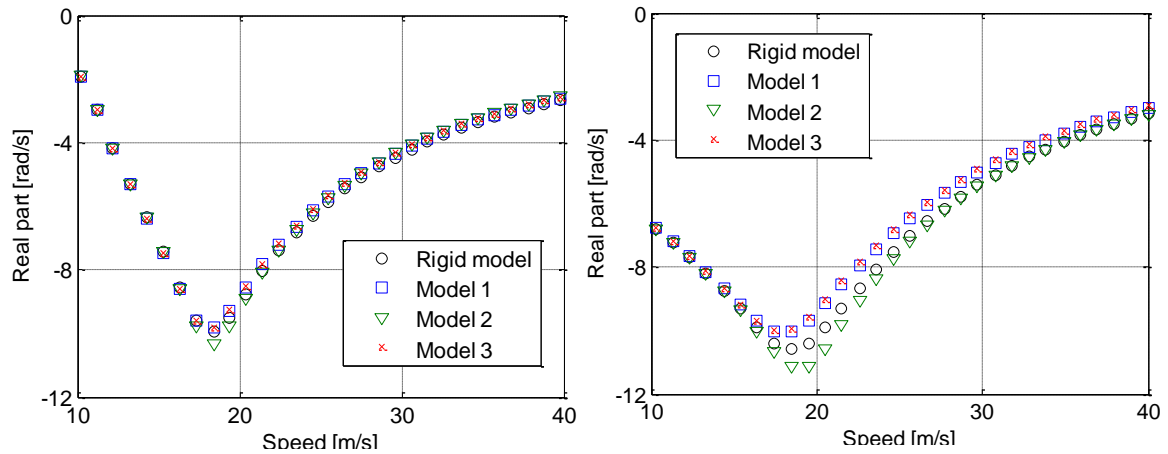 0
-4
-8
-12
10
20
30
40
Real part [rad/s]
Speed [m/s]
Rigid model
Model 1
Model 2
Model 3
0
-4
-8
-12
10
20
30
40
Real part [rad/s]
Speed [m/s]
Rigid model
Model 1
Model 2
Model 3